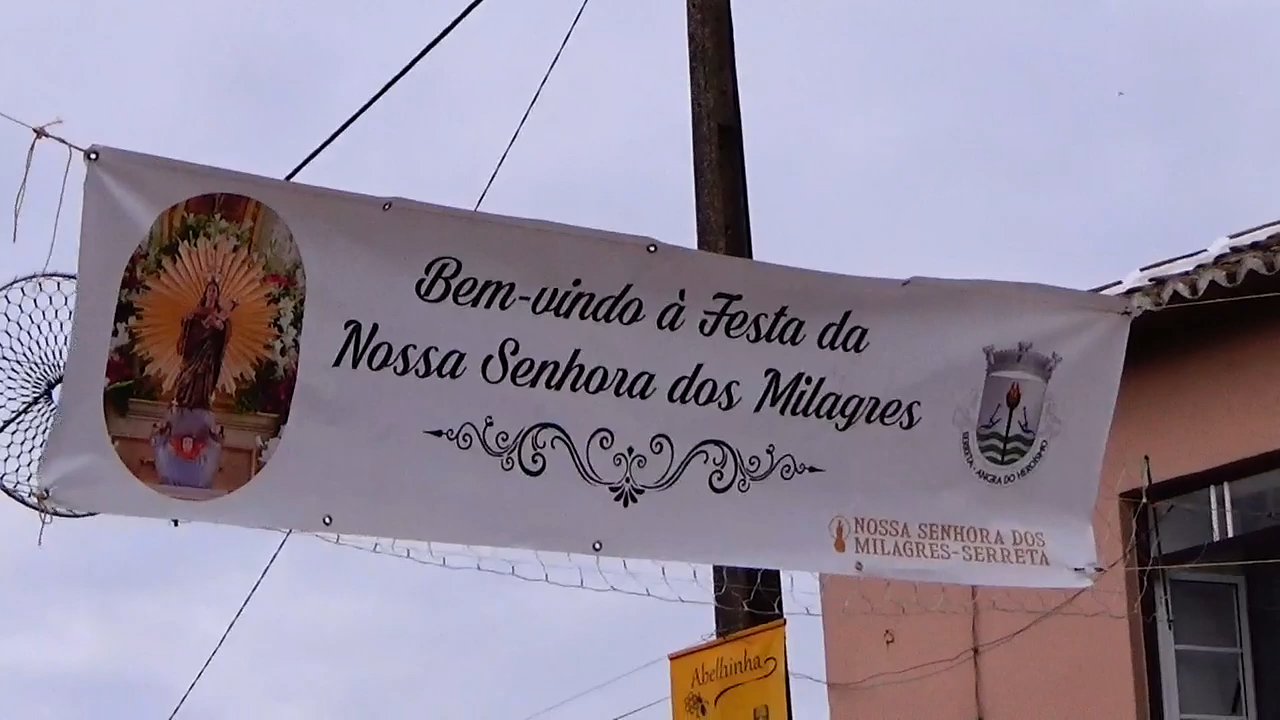 Bem-vindo à Festa da
Nossa Senhora dos Milagres
SERRETA - ANGRA DO HEROÍSMO
NOSSA SENHORA DOS
MILAGRES-SERRETA
Abelhinha